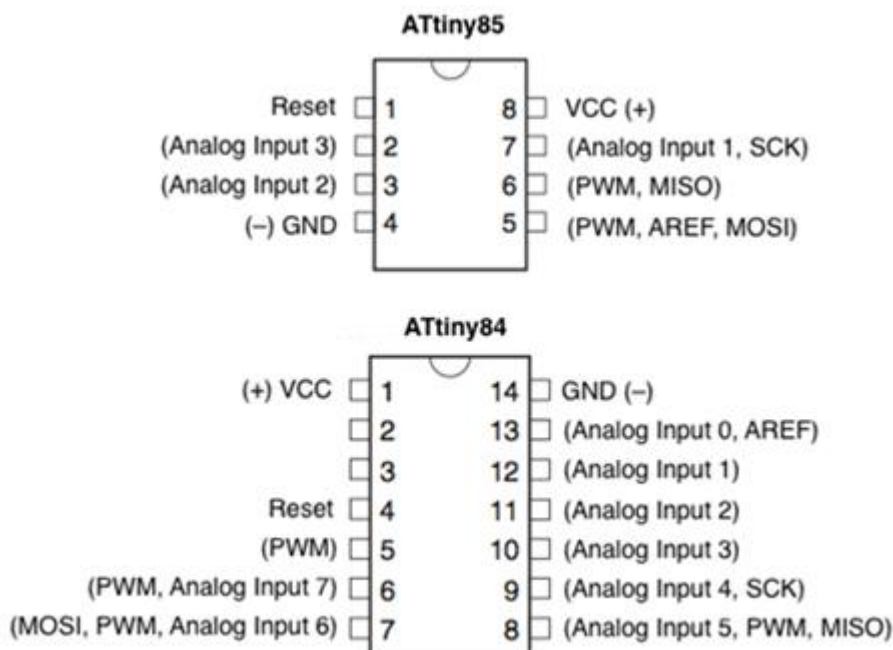 ATtiny85
Reset 1 8 VCC (+)
(Analog Input 3) 2 7 (Analog Input 1, SCK)
(Analog Input 2) 3 6 (PWM, MISO)
(–) GND 4 5 (PWM, AREF, MOSI)
ATtiny84
(+) VCC 1 14 GND (–)
2 13 (Analog Input 0, AREF)
3 12 (Analog Input 1)
Reset 4 11 (Analog Input 2)
(PWM) 5 10 (Analog Input 3)
(PWM, Analog Input 7) 6 9 (Analog Input 4, SCK)
(MOSI, PWM, Analog Input 6) 7 8 (Analog Input 5, PWM, MISO)